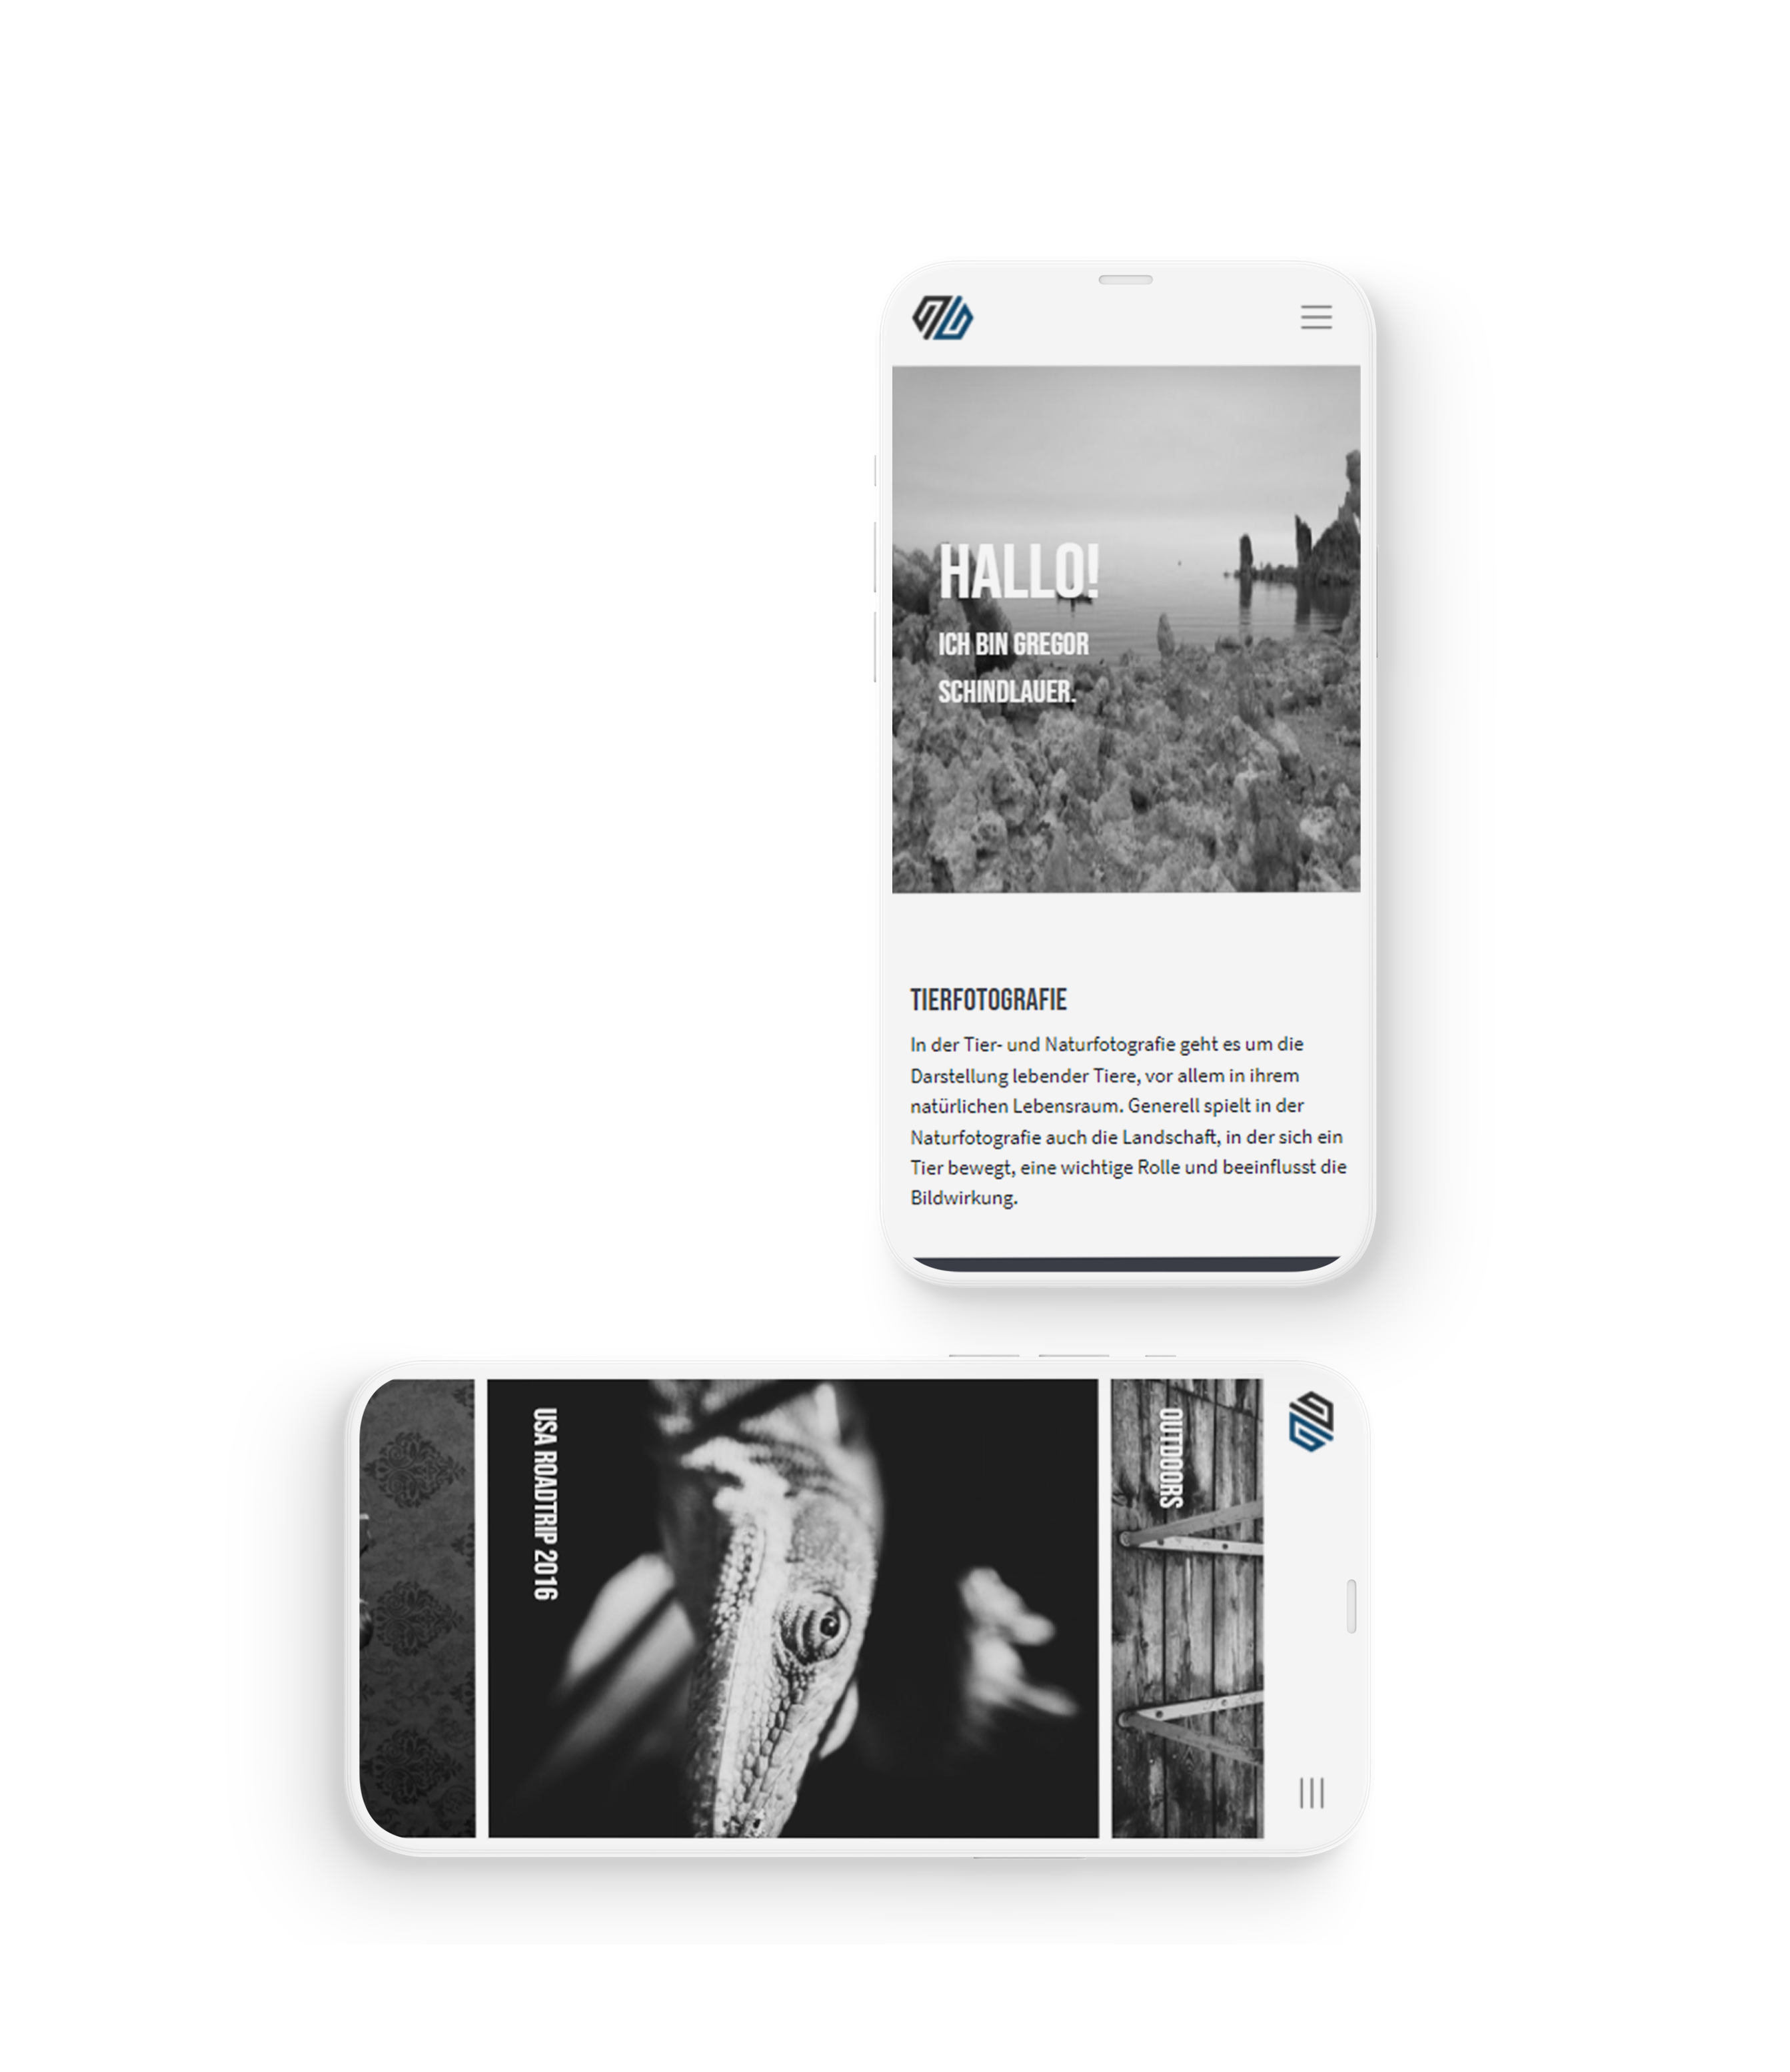 HALLO!
ICH BIN GREGOR
SCHINDLAUER.
TIERFOTOGRAFIE
In der Tier- und Naturfotografie geht es um die
Darstellung lebender Tiere, vor allem in ihrem
natürlichen Lebensraum. Generell spielt in der
Naturfotografie auch die Landschaft, in der sich ein
Tier bewegt, eine wichtige Rolle und beeinflusst die
Bildwirkung.
OUTDOORS
USA ROADTRIP 2016